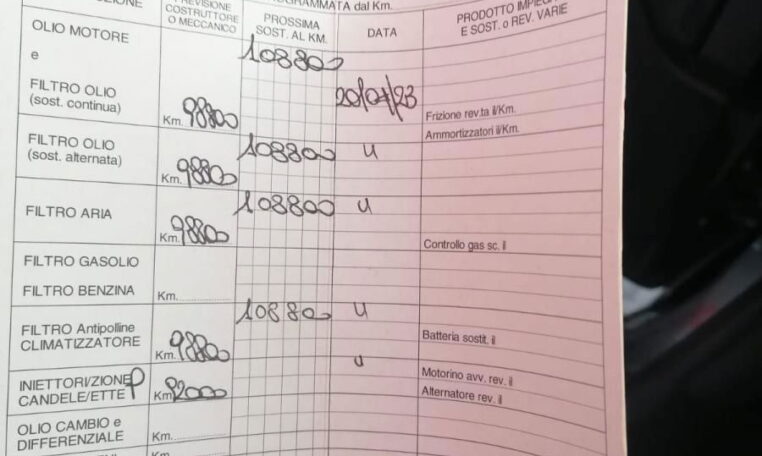 PROGRAMMATA dal Km.
PREVISIONE
COSTRUTTORE
O MECCANICO
PROSSIMA
SOST. AL KM.
DATA
PRODOTTO
E SOST. o REV. VARIE
OLIO MOTORE
e
FILTRO OLIO
(sost. continua)
Km. 98800
108800
20/07/23
Frizione rev.ta il/Km.
Ammortizzatori il/Km.
FILTRO OLIO
(sost. alternata)
Km. 98800
108800
u
FILTRO ARIA
Km. 98800
108800
u
Controllo gas sc. il
FILTRO GASOLIO
FILTRO BENZINA
Km.
FILTRO Antipolline
CLIMATIZZATORE
Km. 98800
108800
u
Batteria sostit. il
INIETTORI/ZIONE
CANDELE/ETTE
Km 82000
u
Motorino avv. rev. il
Alternatore rev. il
OLIO CAMBIO e
DIFFERENZIALE
Km.
Km.